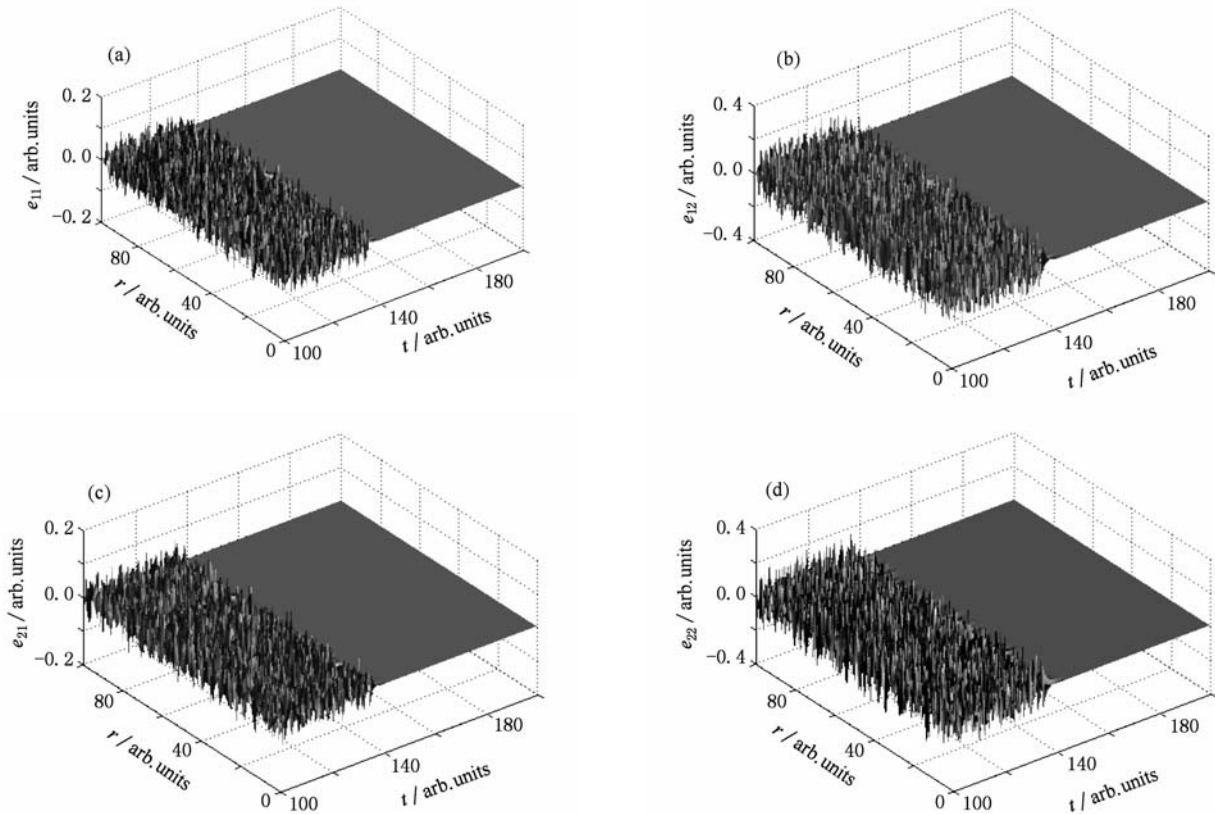 (a)
0.2
0.0
−0.2
e₁₁ / arb.units
80
40
0
r / arb.units
100
140
180
t / arb.units
(b)
0.4
0.0
−0.4
e₁₂ / arb.units
80
40
0
r / arb.units
100
140
180
t / arb.units
(c)
0.2
0.0
−0.2
e₂₁ / arb.units
80
40
0
r / arb.units
100
140
180
t / arb.units
(d)
0.4
0.0
−0.4
e₂₂ / arb.units
80
40
0
r / arb.units
100
140
180
t / arb.units